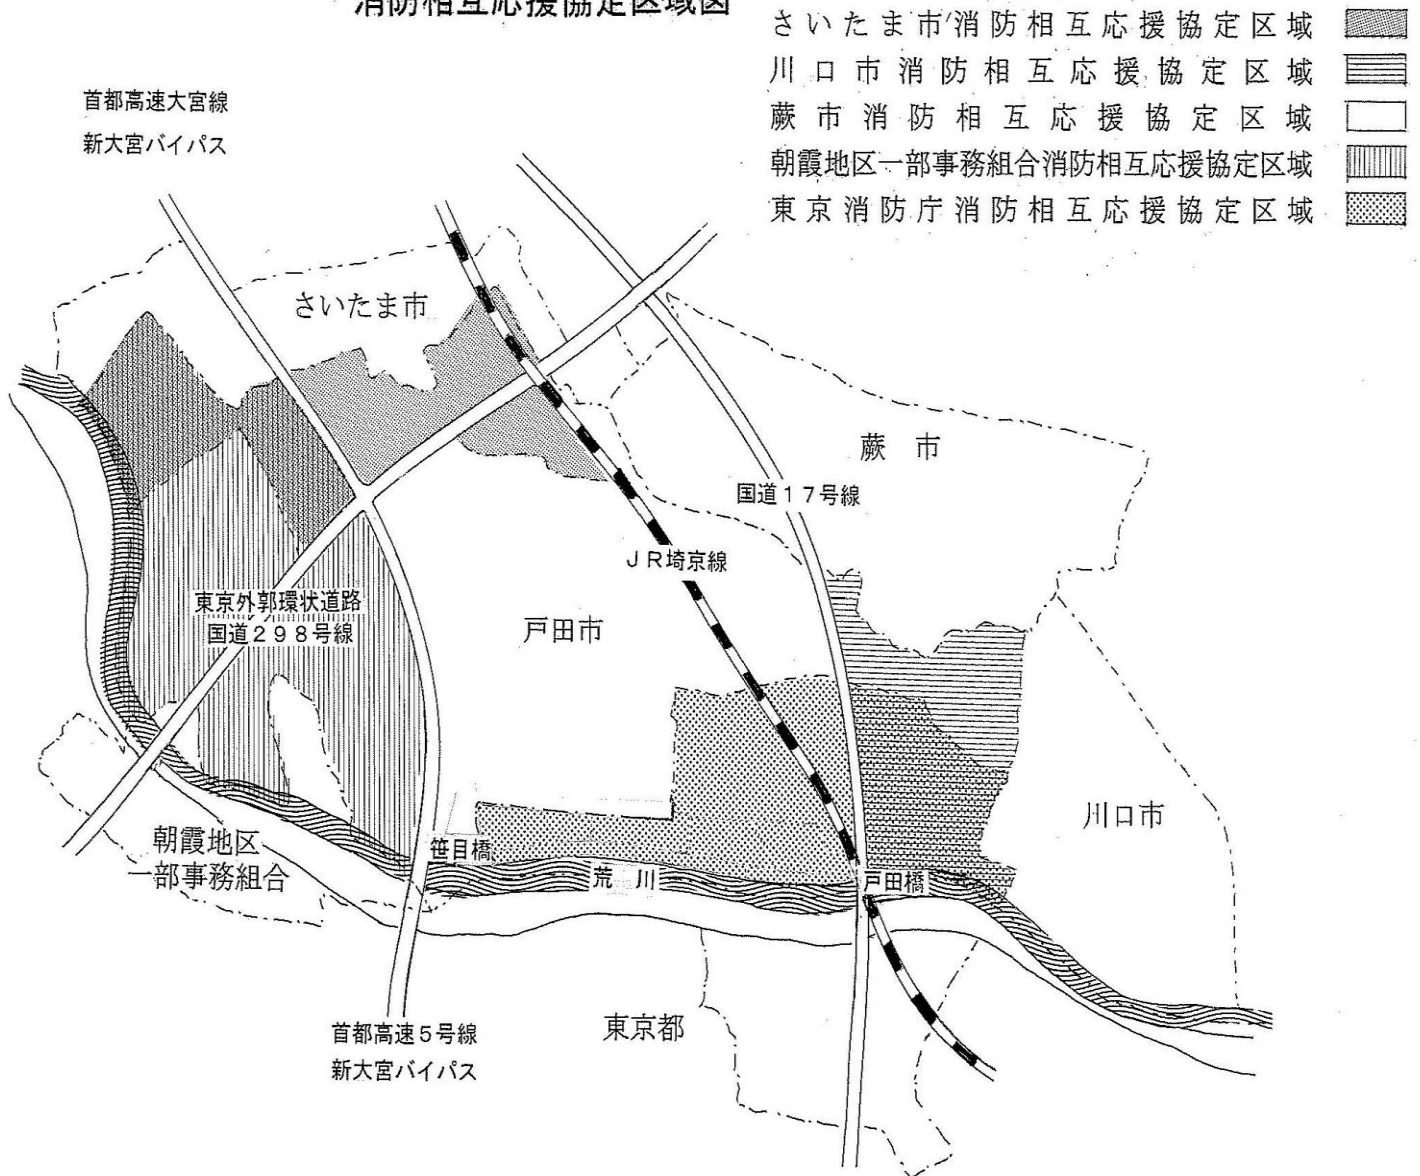 消防相互応援協定区域図
さいたま市消防相互応援協定区域
川口市消防相互応援協定区域
蕨市消防相互応援協定区域
朝霞地区一部事務組合消防相互応援協定区域
東京消防庁消防相互応援協定区域
首都高速大宮線
新大宮バイパス
さいたま市
蕨市
国道17号線
JR埼京線
東京外郭環状道路
国道298号線
戸田市
川口市
朝霞地区
一部事務組合
笹目橋
荒川
戸田橋
東京都
首都高速5号線
新大宮バイパス